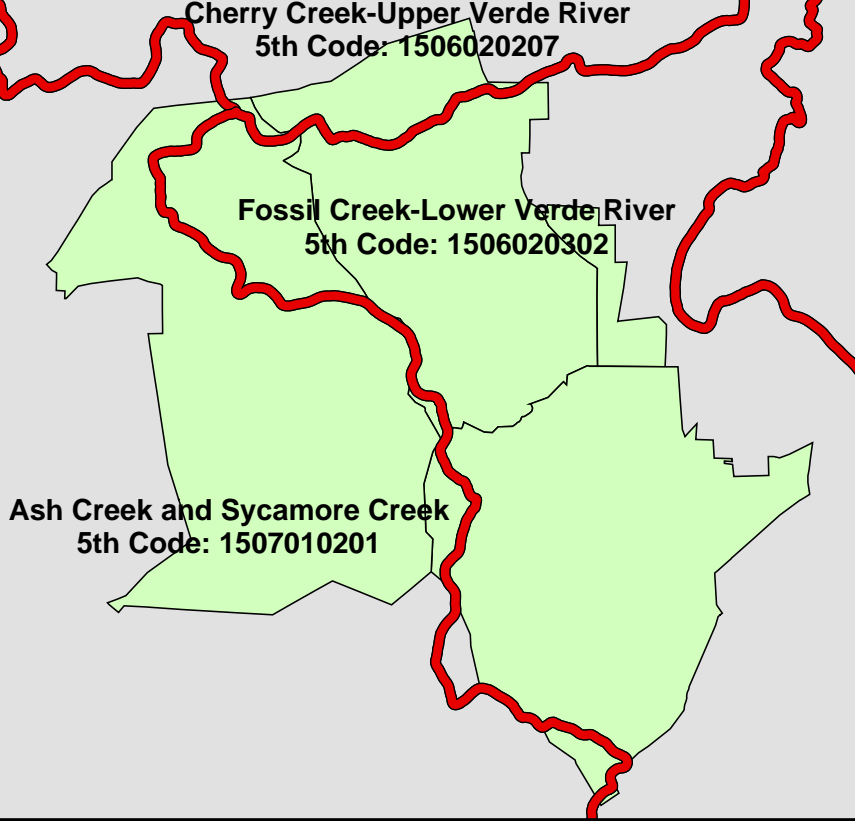 Cherry Creek-Upper Verde River
5th Code: 1506020207
Fossil Creek-Lower Verde River
5th Code: 1506020302
Ash Creek and Sycamore Creek
5th Code: 1507010201